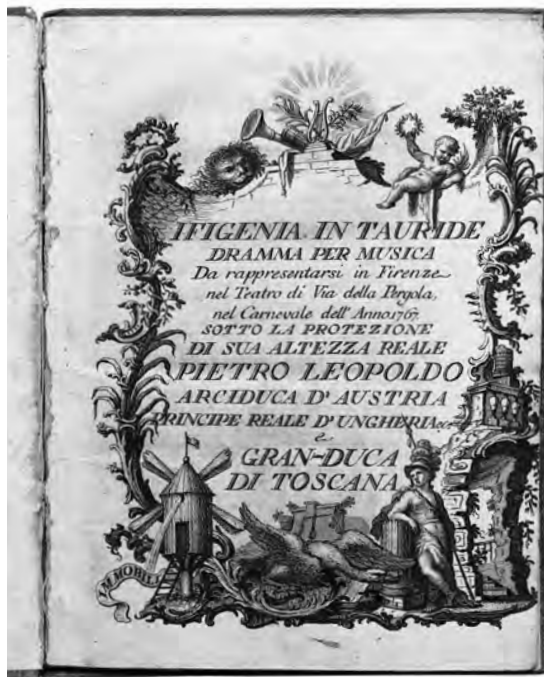 IFIGENIA IN TAURIDE
DRAMMA PER MUSICA
Da rappresentarsi in Firenze
nel Teatro di Via della Pergola,
nel Carnevale dell' Anno 1767.
SOTTO LA PROTEZIONE
DI SUA ALTEZZA REALE
PIETRO LEOPOLDO
ARCIDUCA D' AUSTRIA
PRINCIPE REALE D' UNGHERIA &c.
e
GRAN-DUCA
DI TOSCANA
IMMOBILI